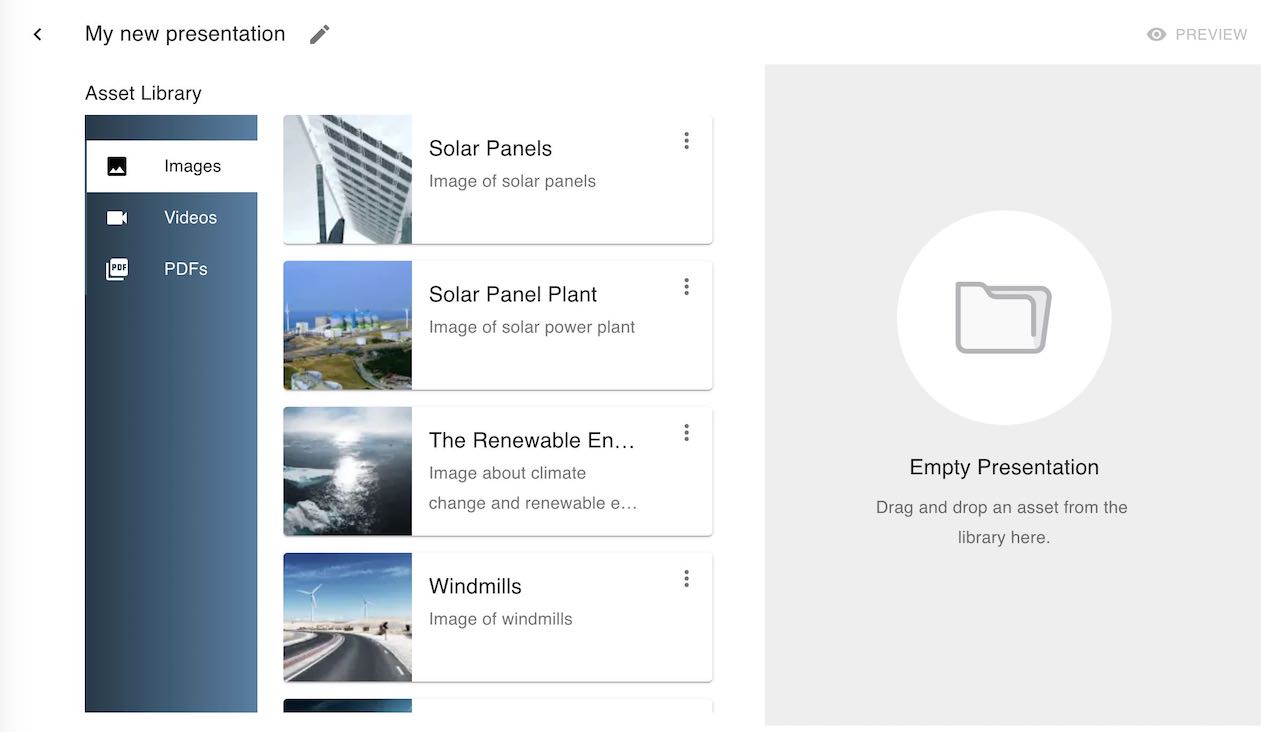 My new presentation
PREVIEW
Asset Library
Images
Videos
PDF
PDFs
Solar Panels
Image of solar panels
Solar Panel Plant
Image of solar power plant
The Renewable En...
Image about climate
change and renewable e...
Windmills
Image of windmills
Empty Presentation
Drag and drop an asset from the
library here.